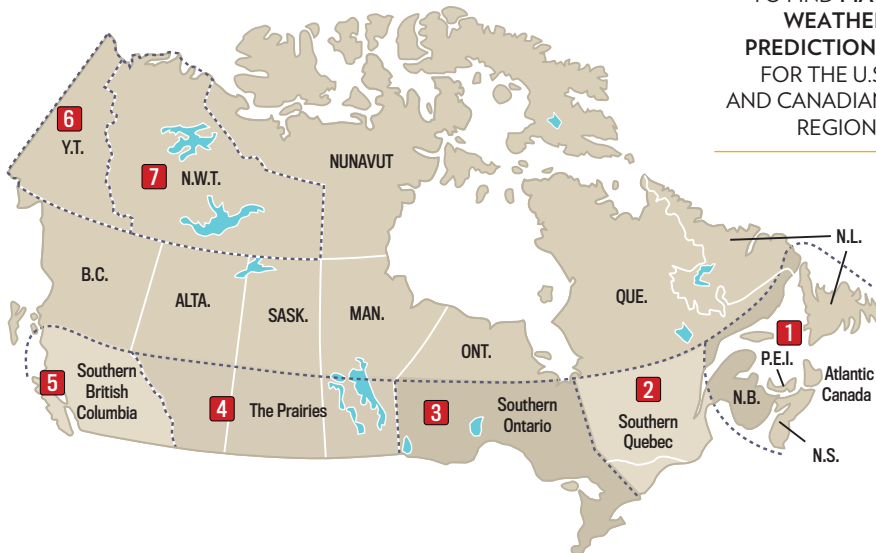 WEATHER
PREDICTION
FOR THE U.S
AND CANADIAN
REGION
6
Y.T.
7
N.W.T.
NUNAVUT
N.L.
B.C.
ALTA.
SASK.
MAN.
ONT.
QUE.
1
P.E.I.
Atlantic
Canada
N.B.
N.S.
5
Southern
British
Columbia
4
The Prairies
3
Southern
Ontario
2
Southern
Quebec